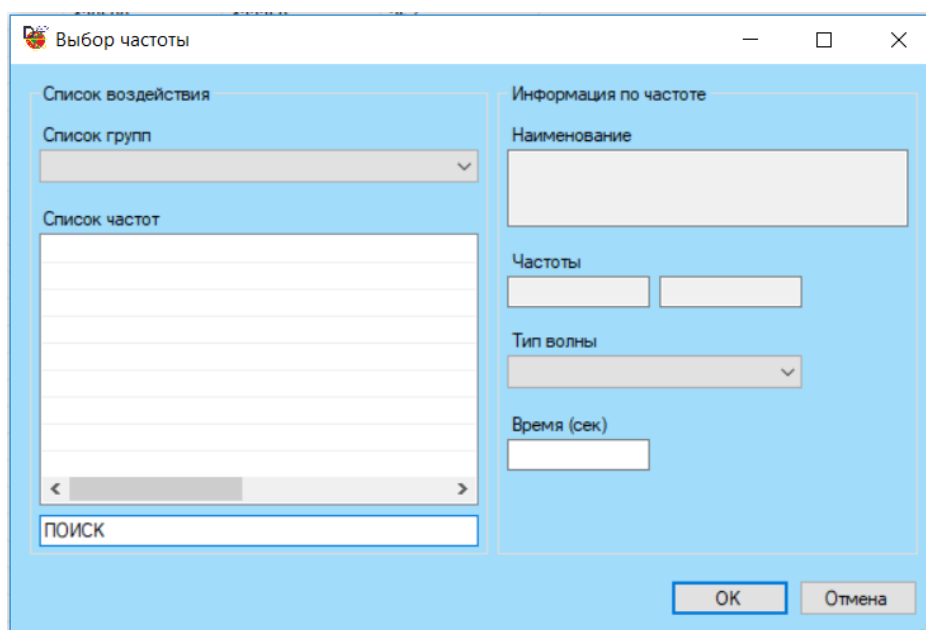 Выбор частоты
Список воздействия
Список групп
Список частот
ПОИСК
Информация по частоте
Наименование
Частоты
Тип волны
Время (сек)
OK
Отмена